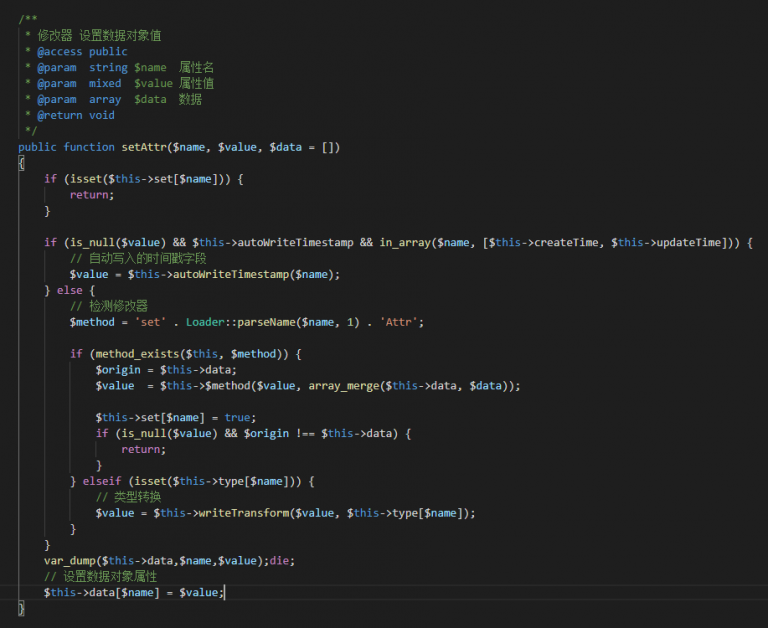 /**
 * 修改器 设置数据对象值
 * @access public
 * @param  string $name  属性名
 * @param  mixed  $value 属性值
 * @param  array  $data  数据
 * @return void
 */
public function setAttr($name, $value, $data = [])
{
    if (isset($this->set[$name])) {
        return;
    }
    if (is_null($value) && $this->autoWriteTimestamp && in_array($name, [$this->createTime, $this->updateTime])) {
        // 自动写入的时间戳字段
        $value = $this->autoWriteTimestamp($name);
    } else {
        // 检测修改器
        $method = 'set' . Loader::parseName($name, 1) . 'Attr';
        if (method_exists($this, $method)) {
            $origin = $this->data;
            $value  = $this->$method($value, array_merge($this->data, $data));
            $this->set[$name] = true;
            if (is_null($value) && $origin !== $this->data) {
                return;
            }
        } elseif (isset($this->type[$name])) {
            // 类型转换
            $value = $this->writeTransform($value, $this->type[$name]);
        }
    }
    var_dump($this->data,$name,$value);die;
    // 设置数据对象属性
    $this->data[$name] = $value;
}